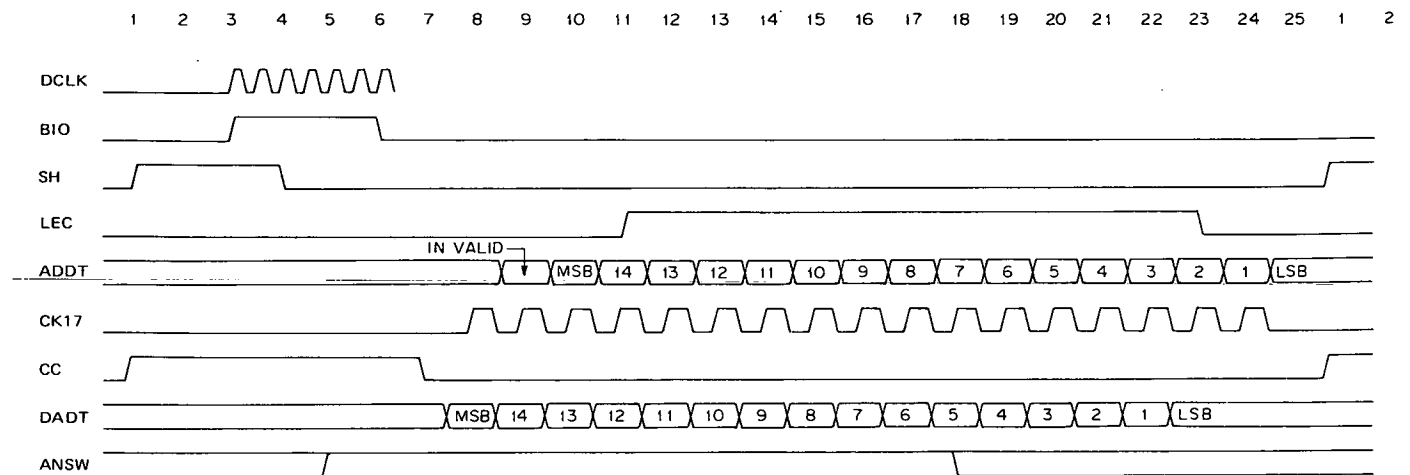 1 2 3 4 5 6 7 8 9 10 11 12 13 14 15 16 17 18 19 20 21 22 23 24 25 1 2
DCLK
BIO
SH
LEC
IN VALID
ADDT MSB 14 13 12 11 10 9 8 7 6 5 4 3 2 1 LSB
CK17
CC
DADT MSB 14 13 12 11 10 9 8 7 6 5 4 3 2 1 LSB
ANSW